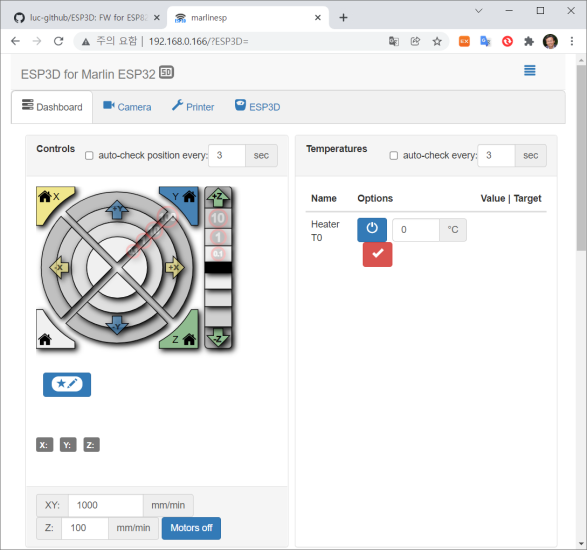 luc-github/ESP3D: FW for ESP8
marlinesp
주의 요함 | 192.168.0.166/?ESP3D=
ESP3D for Marlin ESP32 SD
Dashboard Camera Printer ESP3D
Controls auto-check position every: 3 sec
Temperatures auto-check every: 3 sec
X Y +Z
+Y 10
1
-X +X 0.1
-Y
Z -Z
Name Options Value | Target
Heater T0 0 °C
X: Y: Z:
XY: 1000 mm/min
Z: 100 mm/min Motors off